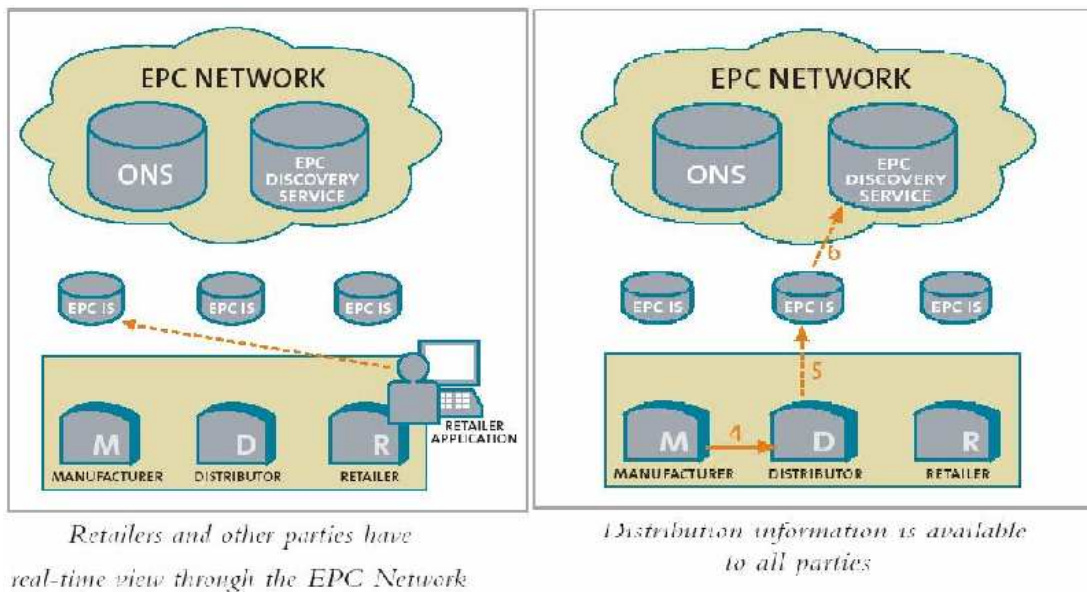 EPC NETWORK
ONS
EPC
DISCOVERY
SERVICE
EPC IS
EPC IS
EPC IS
RETAILER
APPLICATION
M
D
R
MANUFACTURER
DISTRIBUTOR
RETAILER
Retailers and other parties have
real-time view through the EPC Network
EPC NETWORK
ONS
EPC
DISCOVERY
SERVICE
6
EPC IS
EPC IS
EPC IS
5
M
4
D
R
MANUFACTURER
DISTRIBUTOR
RETAILER
Distribution information is available
to all parties